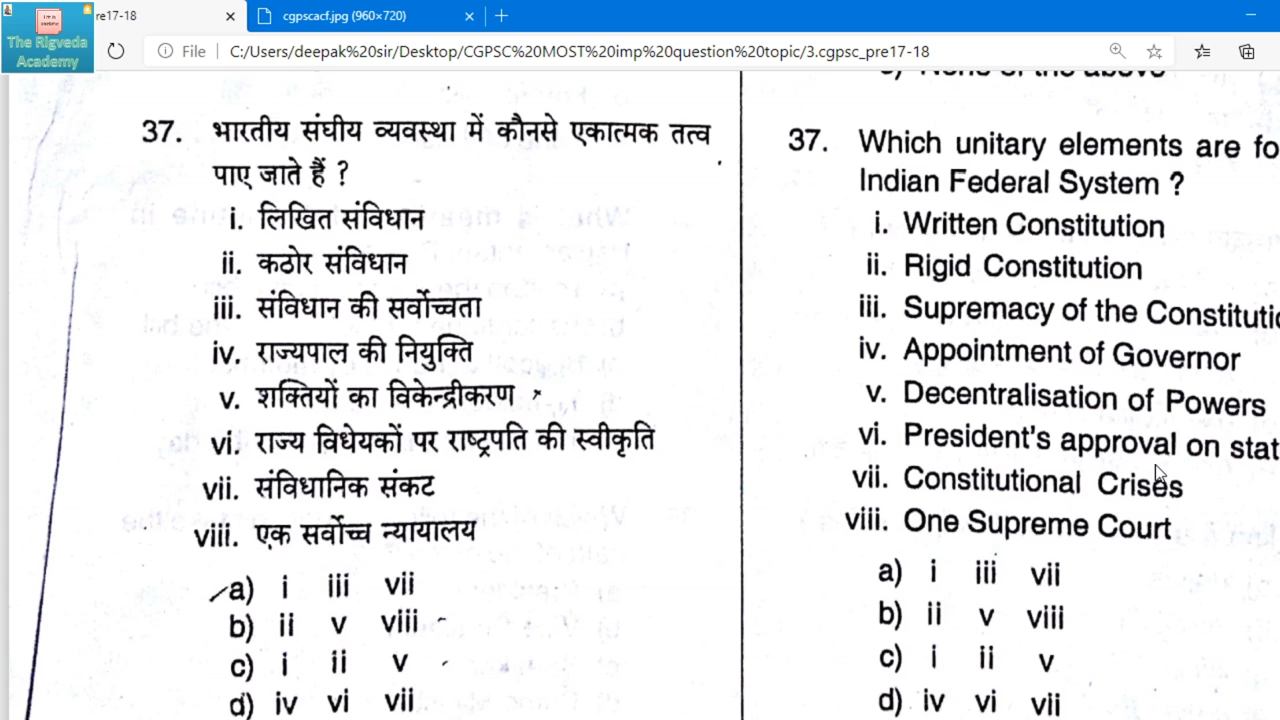 re17-18
cgpscacf.jpg (960×720)
The Rigveda
Academy
File
C:/Users/deepak%20sir/Desktop/CGPSC%20MOST%20imp%20question%20topic/3.cgpsc_pre17-18
37. भारतीय संघीय व्यवस्था में कौनसे एकात्मक तत्व
पाए जाते हैं ?
i. लिखित संविधान
ii. कठोर संविधान
iii. संविधान की सर्वोच्चता
iv. राज्यपाल की नियुक्ति
v. शक्तियों का विकेन्द्रीकरण
vi. राज्य विधेयकों पर राष्ट्रपति की स्वीकृति
vii. संविधानिक संकट
viii. एक सर्वोच्च न्यायालय
a) i iii vii
b) ii v viii
c) i ii v
d) iv vi vii
None of the above
37. Which unitary elements are fo
Indian Federal System ?
i. Written Constitution
ii. Rigid Constitution
iii. Supremacy of the Constitutio
iv. Appointment of Governor
v. Decentralisation of Powers
vi. President's approval on stat
vii. Constitutional Crises
viii. One Supreme Court
a) i iii vii
b) ii v viii
c) i ii v
d) iv vi vii